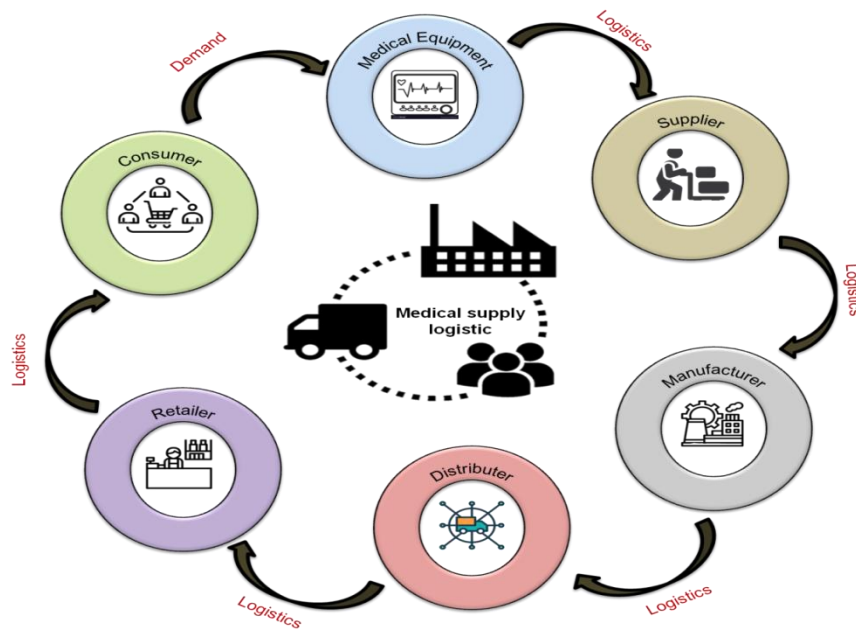 Demand
Medical Equipment
Logistics
Supplier
Logistics
Manufacturer
Logistics
Distributer
Logistics
Retailer
Logistics
Consumer
Medical supply
logistic